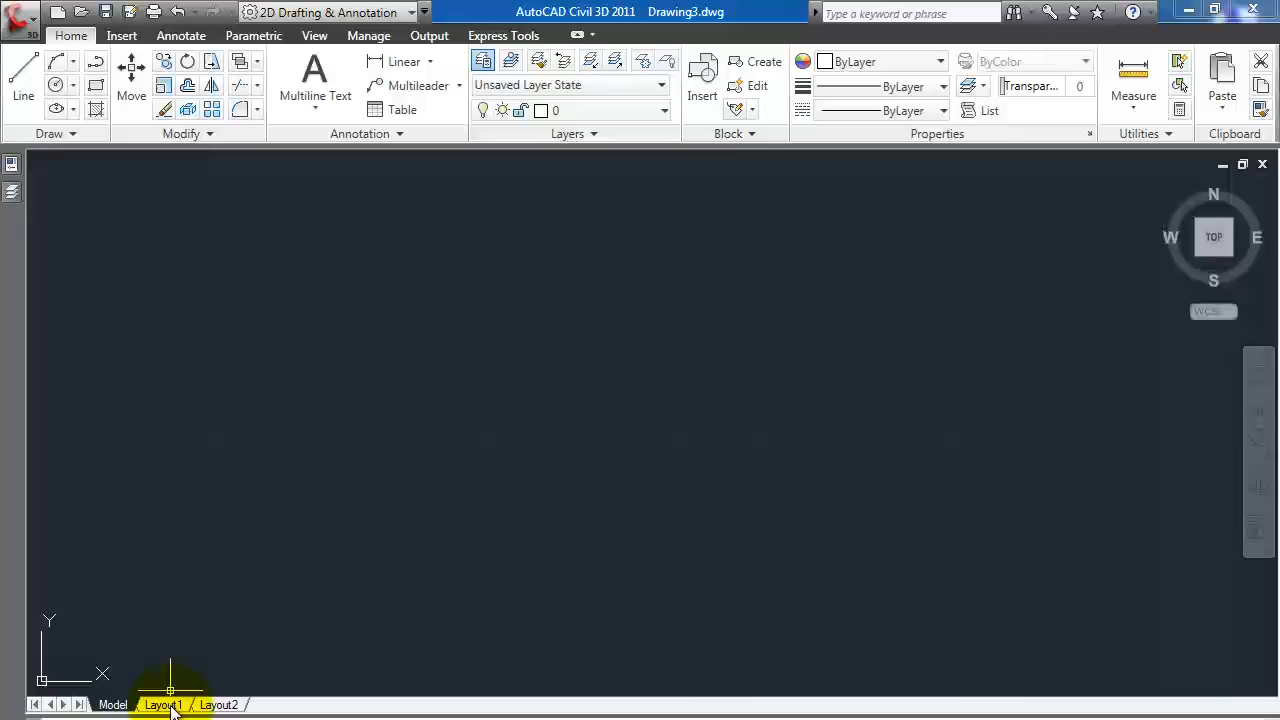 3D 2D Drafting & Annotation AutoCAD Civil 3D 2011 Drawing3.dwg Type a keyword or phrase
Home Insert Annotate Parametric View Manage Output Express Tools
Line Move Multiline Text Linear Multileader Table
Unsaved Layer State
0
Insert Create Edit
ByLayer ByColor
ByLayer Transpar... 0
ByLayer List
Measure Paste
Draw Modify Annotation Layers Block Properties Utilities Clipboard
N
W TOP E
S
WCS
Y
X
Model Layout1 Layout2